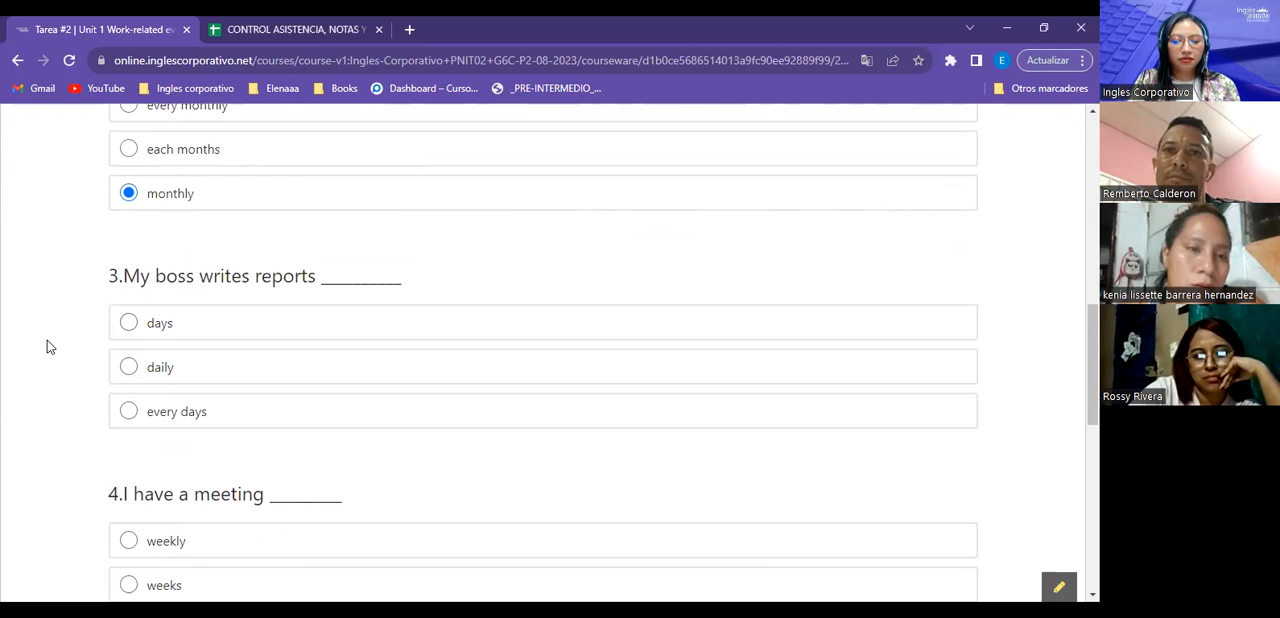 Tarea #2 | Unit 1 Work-related ev
CONTROL ASISTENCIA, NOTAS Y
online.inglescorporativo.net/courses/course-v1:Ingles-Corporativo+PNIT02+G6C-P2-08-2023/courseware/d1b0ce5686514013a9fc90ee92889f99/2...
E
Actualizar
Gmail
YouTube
Ingles corporativo
Elenaaa
Books
Dashboard – Curso...
_PRE-INTERMEDIO_...
Otros marcadores
every monthly
each months
monthly
3.My boss writes reports __________
days
daily
every days
4.I have a meeting _________
weekly
weeks
Ingles Corporativo
Remberto Calderon
kenia lissette barrera hernandez
Rossy Rivera